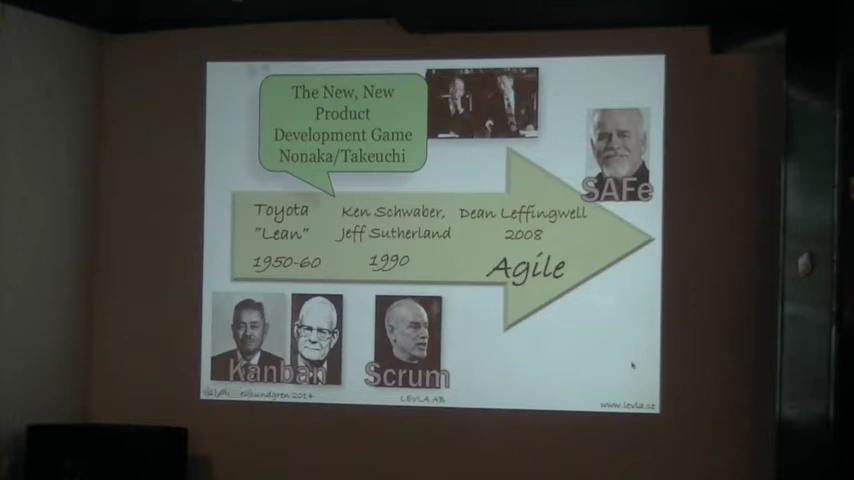 The New, New
Product
Development Game
Nonaka/Takeuchi
SAFe
Toyota
"Lean"
1950-60
Ken Schwaber,
Jeff Sutherland
1990
Dean Leffingwell
2008
Agile
Kanban
Scrum
2014
LEVLA AB
www.levla.se